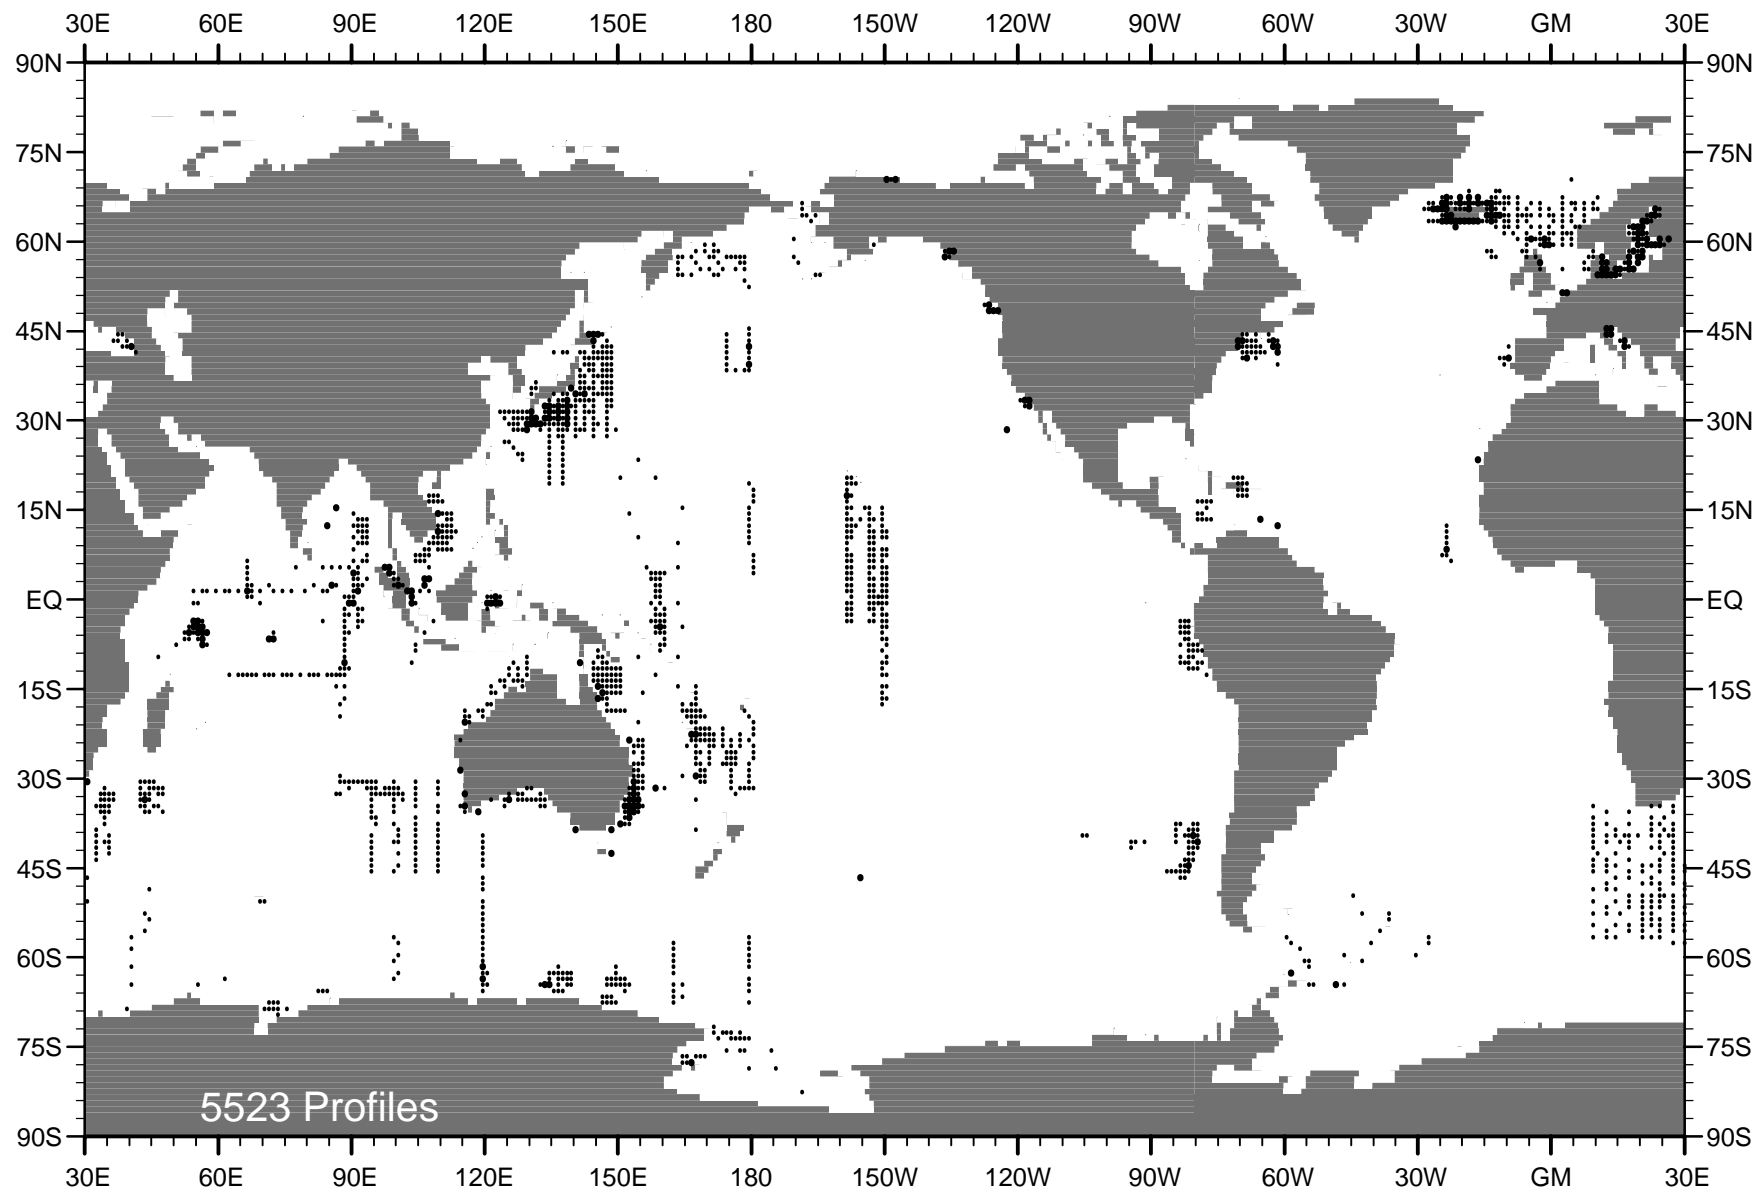 30E 60E 90E 120E 150E 180 150W 120W 90W 60W 30W GM 30E
90N 90N
75N 75N
60N 60N
45N 45N
30N 30N
15N 15N
EQ EQ
15S 15S
30S 30S
45S 45S
60S 60S
75S 75S
5523 Profiles
90S 90S
30E 60E 90E 120E 150E 180 150W 120W 90W 60W 30W GM 30E